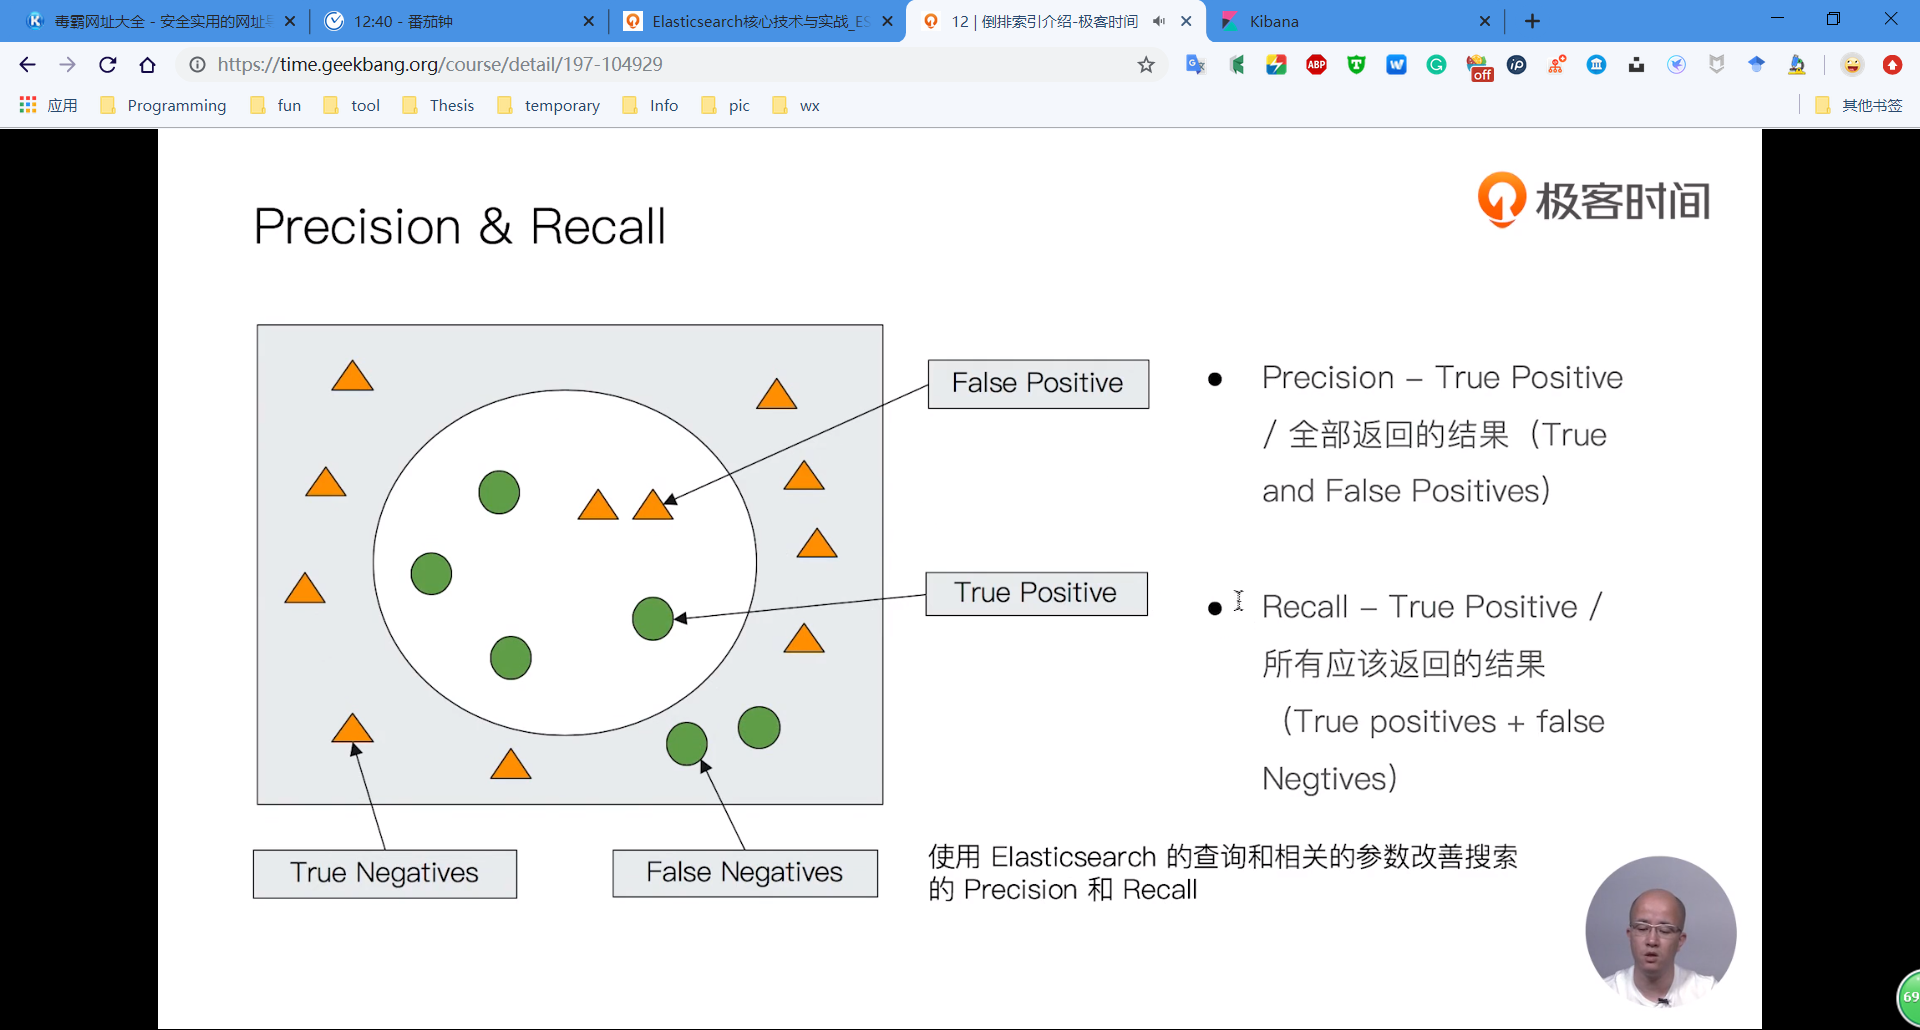 毒霸网址大全 - 安全实用的网址导
12:40 - 番茄钟
Elasticsearch核心技术与实战_ES
12 | 倒排索引介绍-极客时间
Kibana
https://time.geekbang.org/course/detail/197-104929
ABP
off
应用
Programming
fun
tool
Thesis
temporary
Info
pic
wx
其他书签
极客时间
Precision & Recall
False Positive
True Positive
True Negatives
False Negatives
● Precision – True Positive
/ 全部返回的结果（True
and False Positives）
● Recall – True Positive /
所有应该返回的结果
（True positives + false
Negtives）
使用 Elasticsearch 的查询和相关的参数改善搜索
的 Precision 和 Recall
69